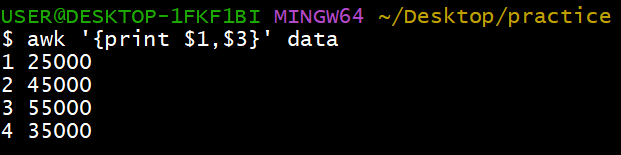 USER@DESKTOP-1FKF1BI MINGW64 ~/Desktop/practice
$ awk '{print $1,$3}' data
1 25000
2 45000
3 55000
4 35000